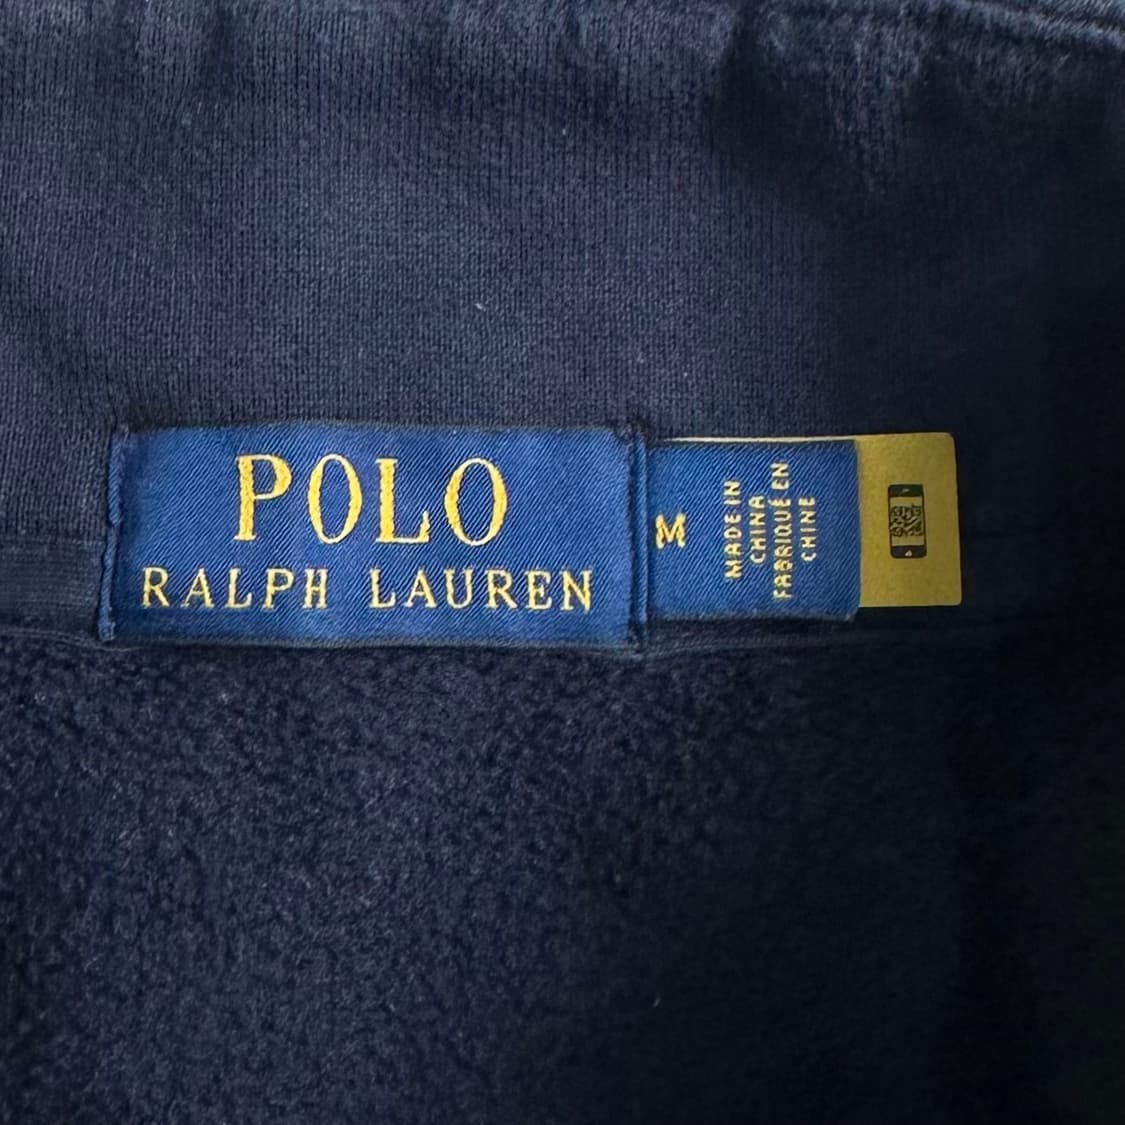 POLO
RALPH LAUREN
M
MADE IN
CHINA
FABRIQUÉ EN
CHINE